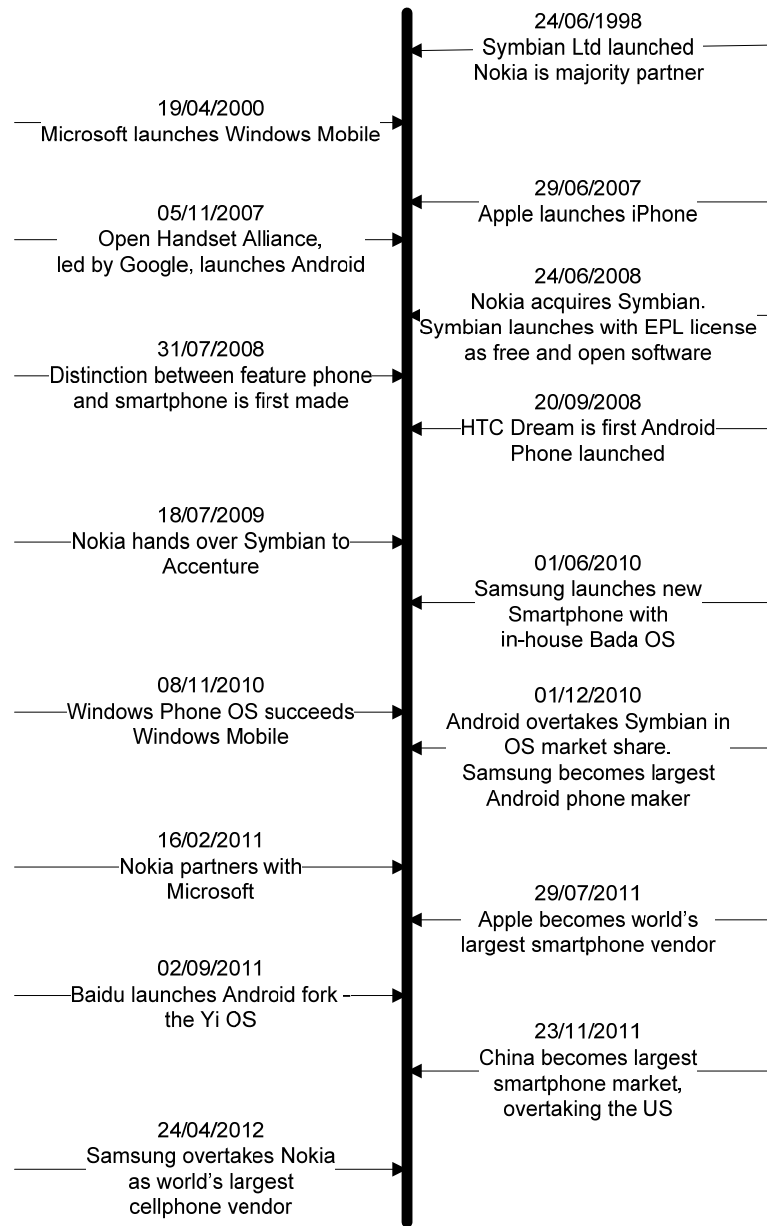 24/06/1998
Symbian Ltd launched
Nokia is majority partner
19/04/2000
Microsoft launches Windows Mobile
29/06/2007
Apple launches iPhone
05/11/2007
Open Handset Alliance,
led by Google, launches Android
24/06/2008
Nokia acquires Symbian.
Symbian launches with EPL license
as free and open software
31/07/2008
Distinction between feature phone
and smartphone is first made
20/09/2008
HTC Dream is first Android
Phone launched
18/07/2009
Nokia hands over Symbian to
Accenture
01/06/2010
Samsung launches new
Smartphone with
in-house Bada OS
08/11/2010
Windows Phone OS succeeds
Windows Mobile
01/12/2010
Android overtakes Symbian in
OS market share.
Samsung becomes largest
Android phone maker
16/02/2011
Nokia partners with
Microsoft
29/07/2011
Apple becomes world's
largest smartphone vendor
02/09/2011
Baidu launches Android fork -
the Yi OS
23/11/2011
China becomes largest
smartphone market,
overtaking the US
24/04/2012
Samsung overtakes Nokia
as world's largest
cellphone vendor